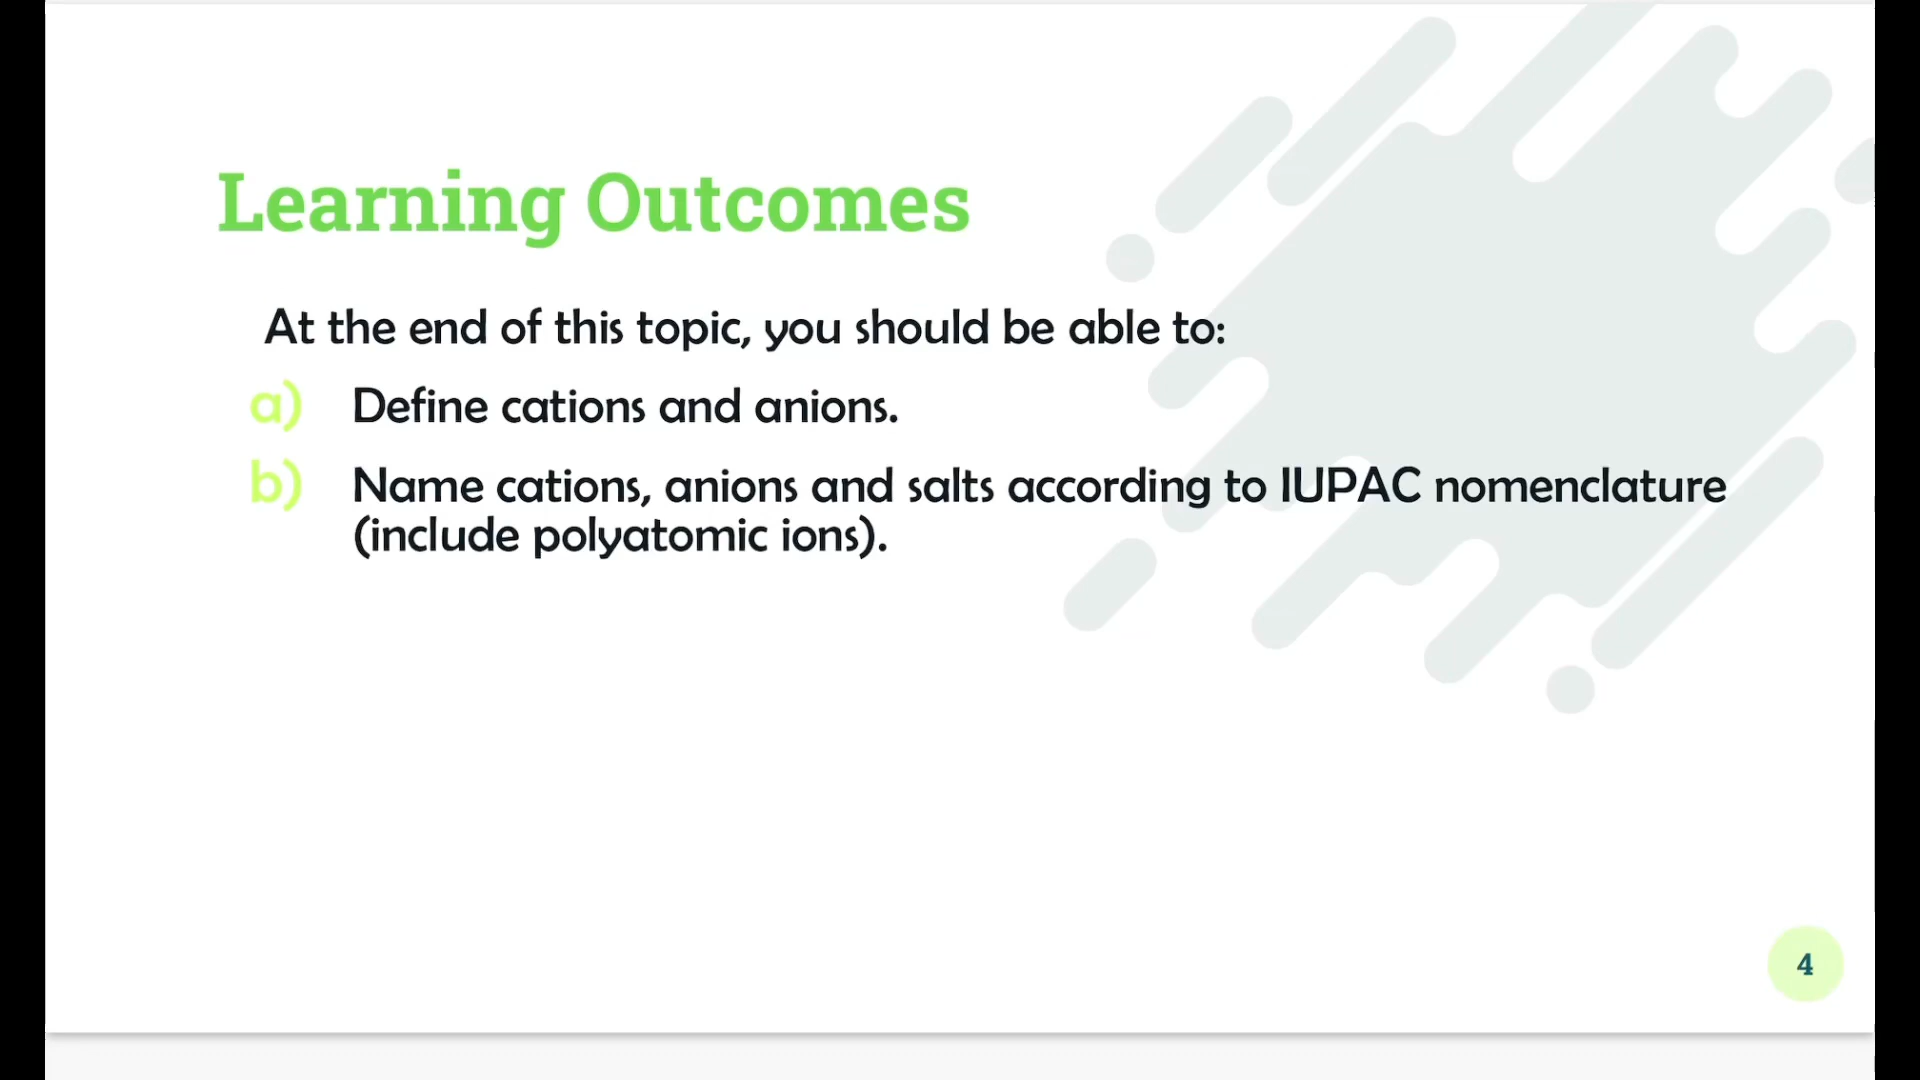 Learning Outcomes
At the end of this topic, you should be able to:
a) Define cations and anions.
b) Name cations, anions and salts according to IUPAC nomenclature
(include polyatomic ions).
4